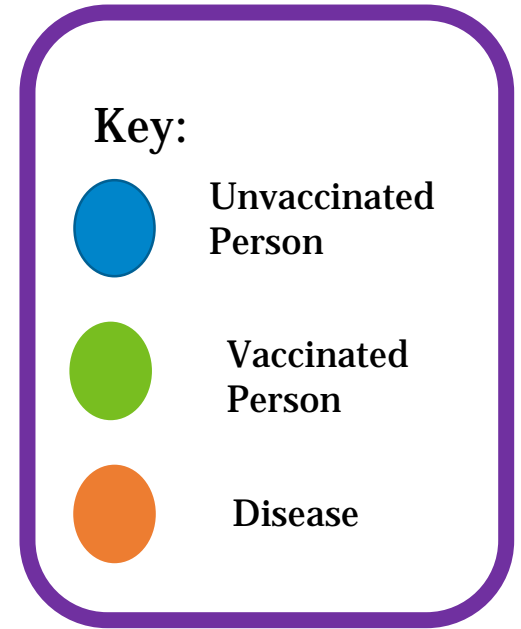 Key:
Unvaccinated
Person
Vaccinated
Person
Disease